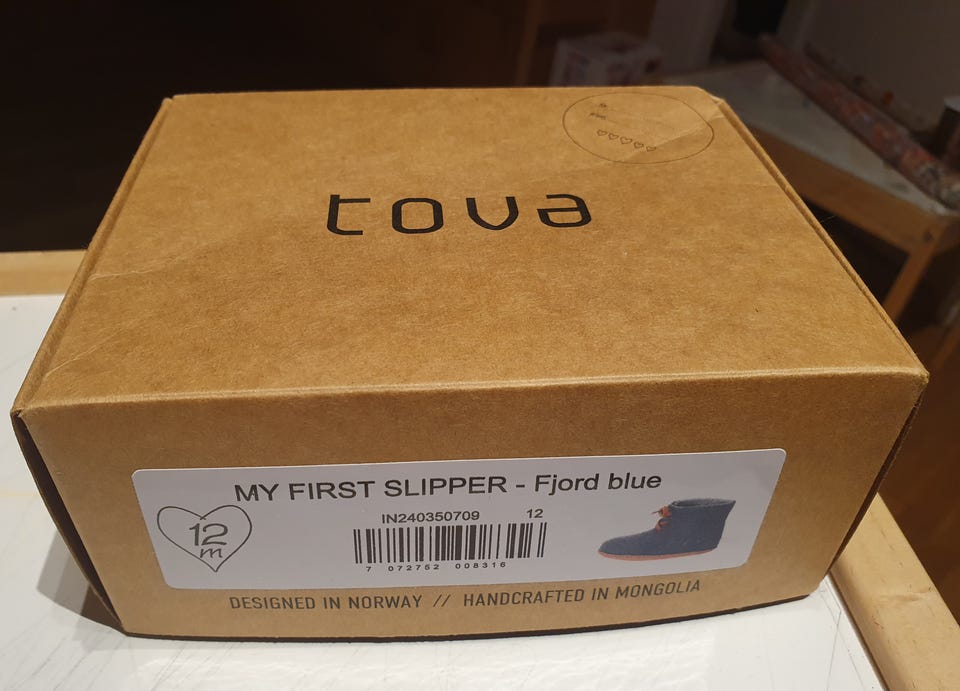 tova
MY FIRST SLIPPER - Fjord blue
12
m
IN240350709 12
7 072752 008316
DESIGNED IN NORWAY // HANDCRAFTED IN MONGOLIA